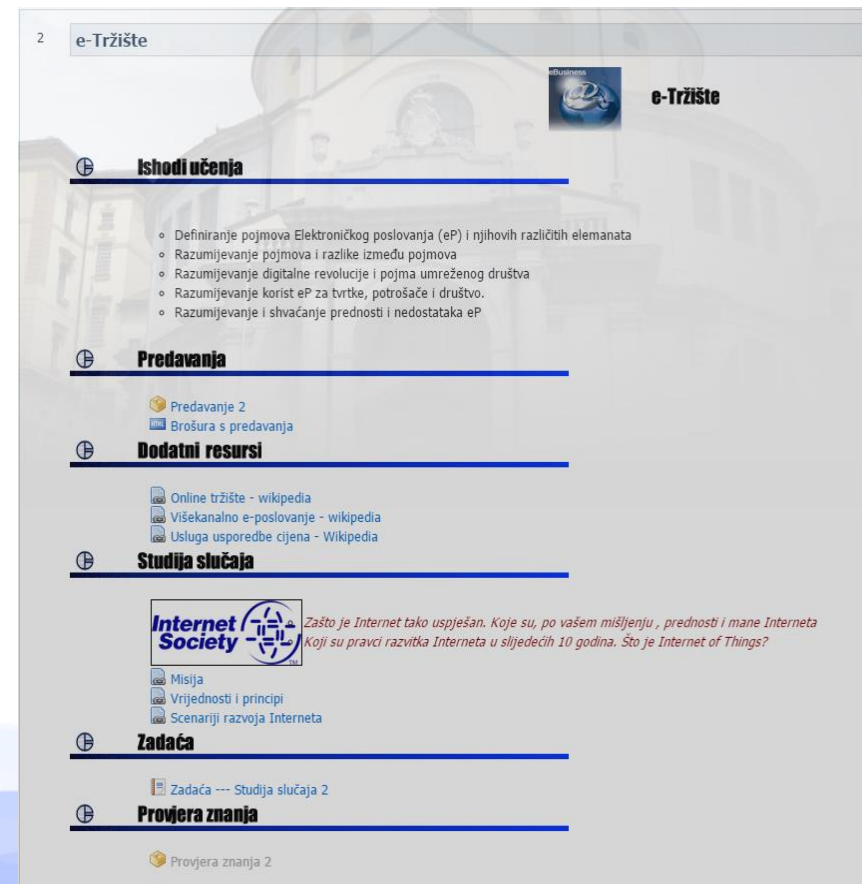 2
e-Tržište
eBusiness
e-Tržište
Ishodi učenja
Definiranje pojmova Elektroničkog poslovanja (eP) i njihovih različitih elemanata
Razumijevanje pojmova i razlike između pojmova
Razumijevanje digitalne revolucije i pojma umreženog društva
Razumijevanje korist eP za tvrtke, potrošače i društvo.
Razumijevanje i shvaćanje prednosti i nedostataka eP
Predavanja
Predavanje 2
HTML Brošura s predavanja
Dodatni resursi
Online tržište - wikipedia
Višekanalno e-poslovanje - wikipedia
Usluga usporedbe cijena - Wikipedia
Studija slučaja
Internet
Society
TM
Zašto je Internet tako uspješan. Koje su, po vašem mišljenju , prednosti i mane Interneta
Koji su pravci razvitka Interneta u slijedećih 10 godina. Što je Internet of Things?
Misija
Vrijednosti i principi
Scenariji razvoja Interneta
Zadaća
Zadaća --- Studija slučaja 2
Provjera znanja
Provjera znanja 2